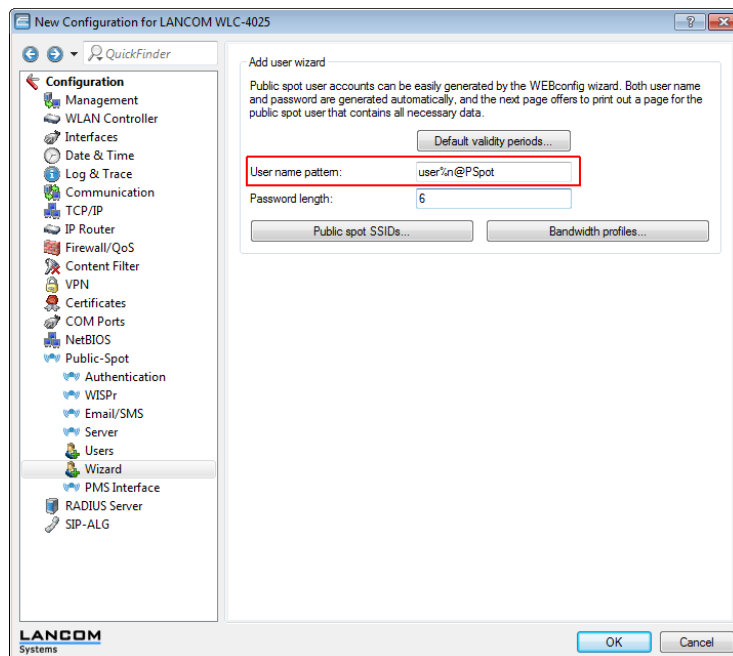 New Configuration for LANCOM WLC-4025
QuickFinder
Configuration
Management
WLAN Controller
Interfaces
Date & Time
Log & Trace
Communication
TCP/IP
IP Router
Firewall/QoS
Content Filter
VPN
Certificates
COM Ports
NetBIOS
Public-Spot
Authentication
WISPr
Email/SMS
Server
Users
Wizard
PMS Interface
RADIUS Server
SIP-ALG
Add user wizard
Public spot user accounts can be easily generated by the WEBconfig wizard. Both user name
and password are generated automatically, and the next page offers to print out a page for the
public spot user that contains all necessary data.
Default validity periods...
User name pattern: user%n@PSpot
Password length: 6
Public spot SSIDs... Bandwidth profiles...
LANCOM
Systems
OK Cancel